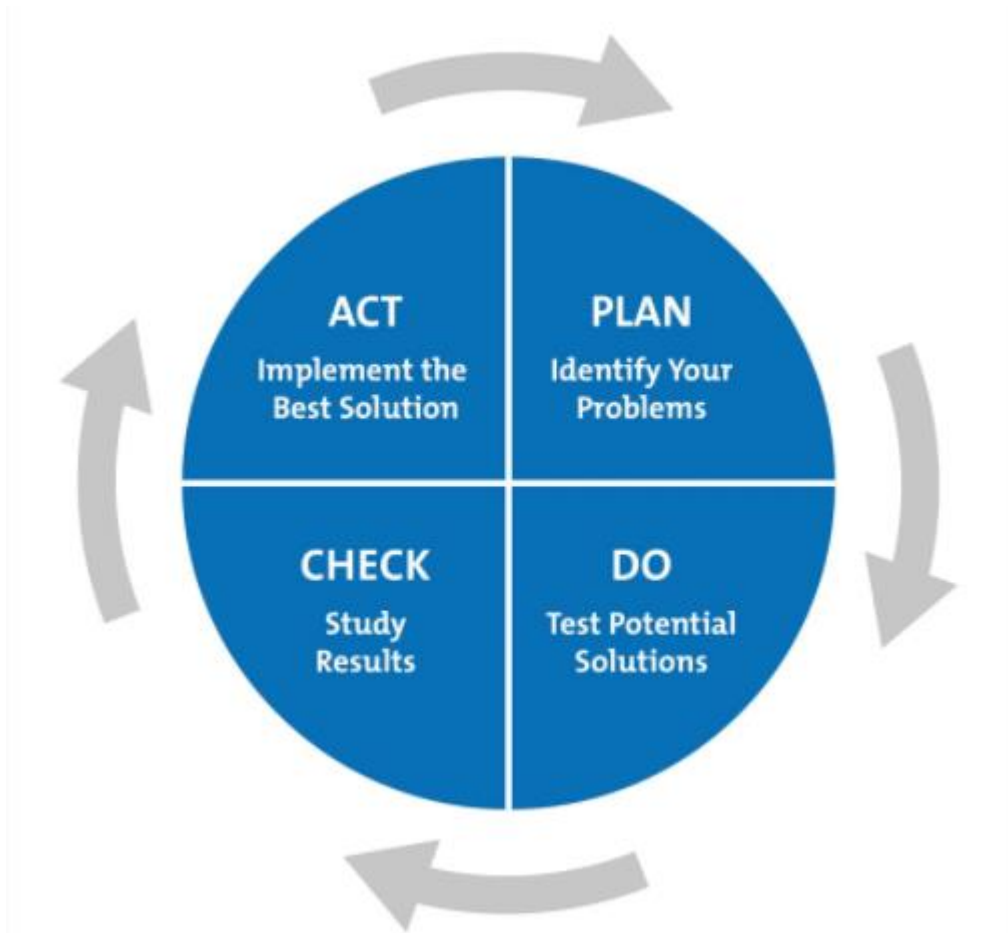 ACT
Implement the
Best Solution
PLAN
Identify Your
Problems
CHECK
Study
Results
DO
Test Potential
Solutions